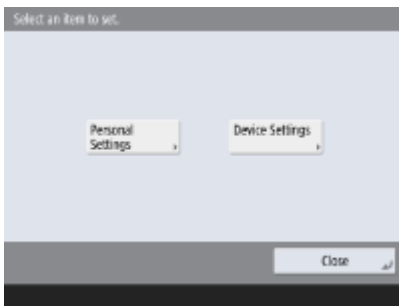 Select an item to set.
Personal
Settings
Device Settings
Close